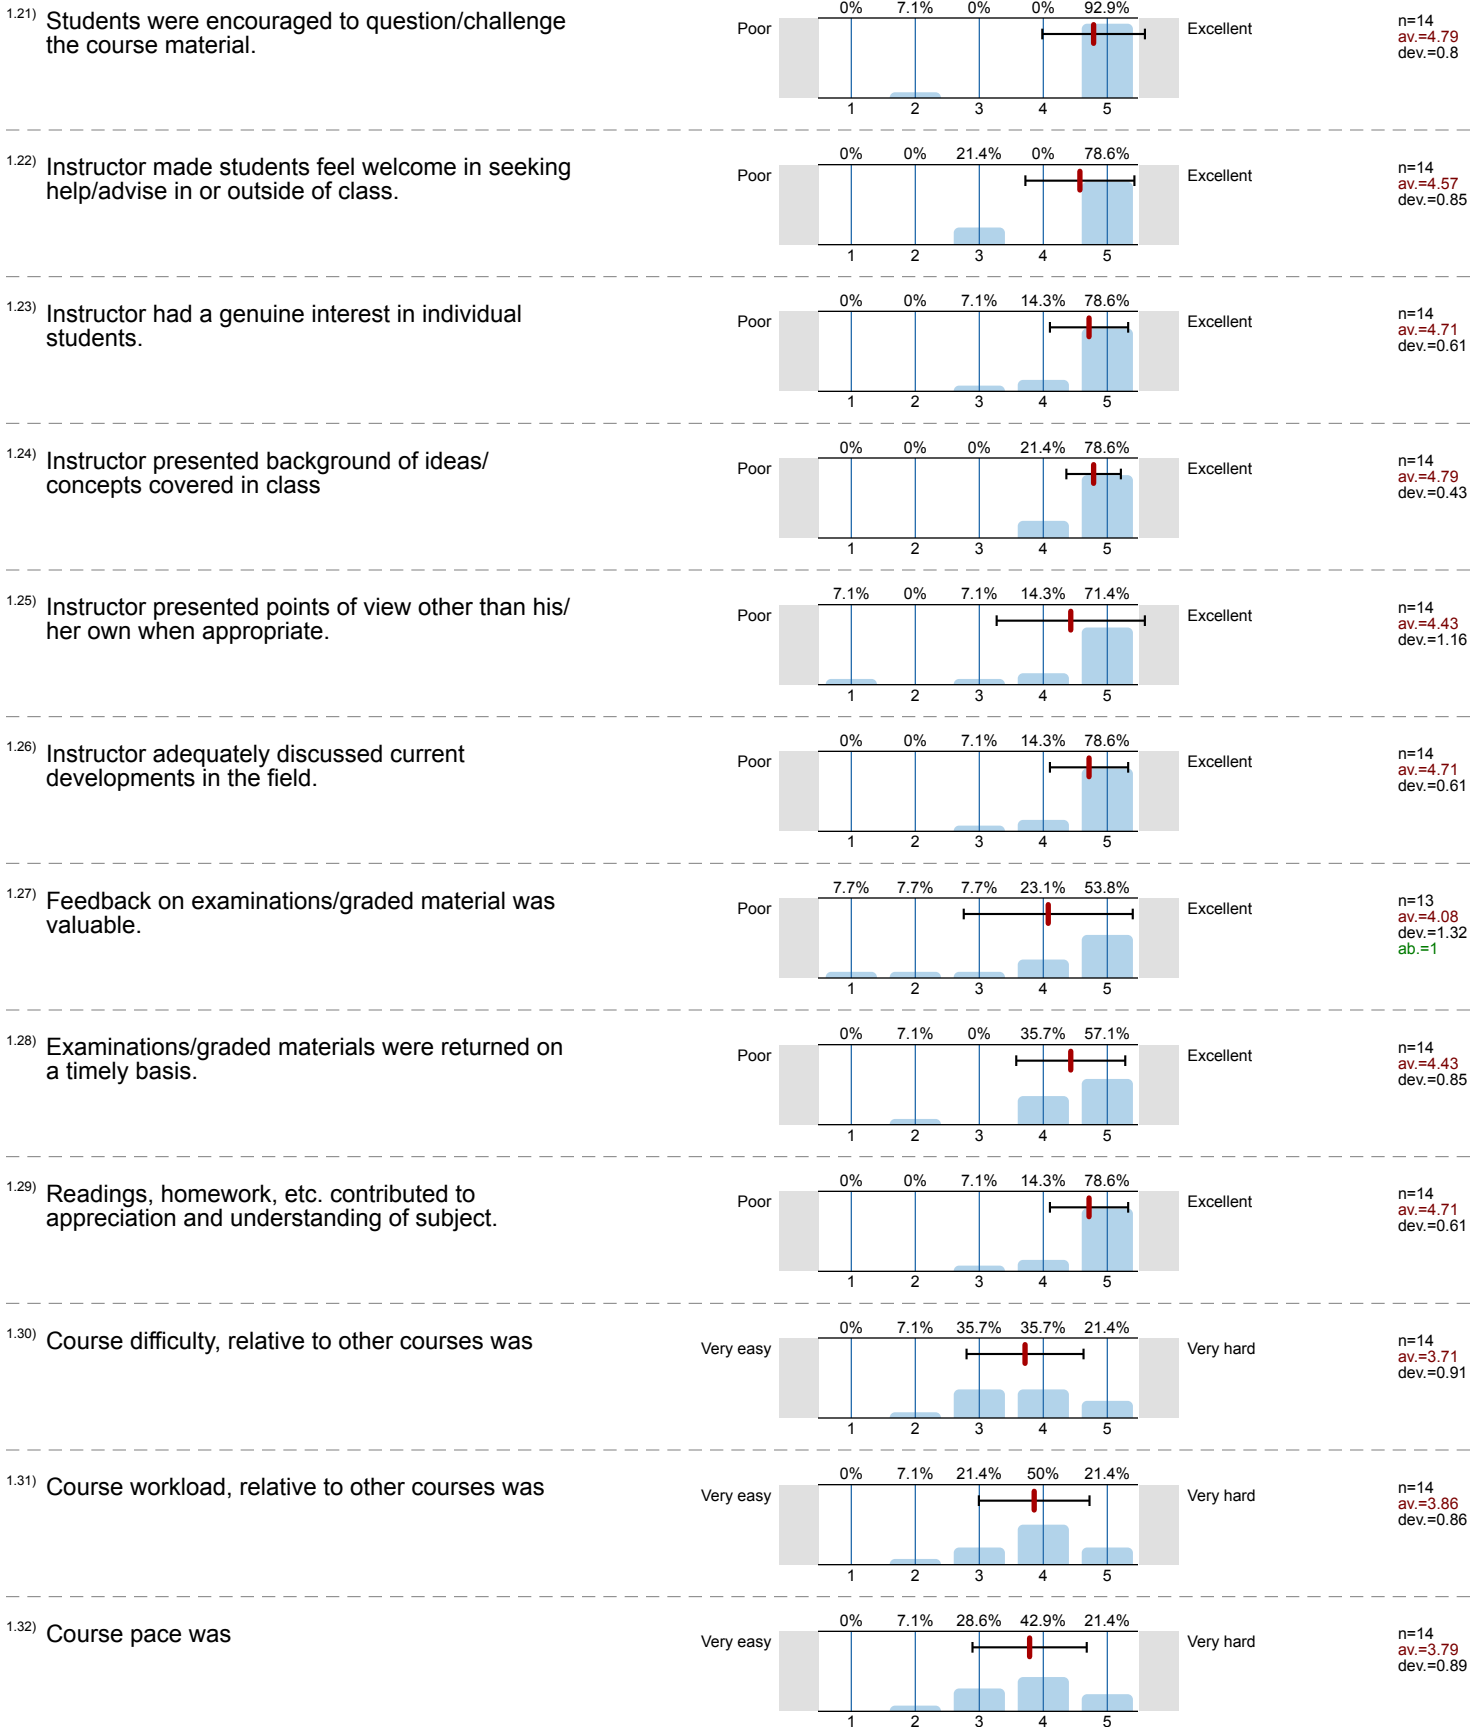 1.21) Students were encouraged to question/challenge
the course material.
Poor
0% 7.1% 0% 0% 92.9%
1 2 3 4 5
Excellent
n=14
av.=4.79
dev.=0.8
1.22) Instructor made students feel welcome in seeking
help/advise in or outside of class.
Poor
0% 0% 21.4% 0% 78.6%
1 2 3 4 5
Excellent
n=14
av.=4.57
dev.=0.85
1.23) Instructor had a genuine interest in individual
students.
Poor
0% 0% 7.1% 14.3% 78.6%
1 2 3 4 5
Excellent
n=14
av.=4.71
dev.=0.61
1.24) Instructor presented background of ideas/
concepts covered in class
Poor
0% 0% 0% 21.4% 78.6%
1 2 3 4 5
Excellent
n=14
av.=4.79
dev.=0.43
1.25) Instructor presented points of view other than his/
her own when appropriate.
Poor
7.1% 0% 7.1% 14.3% 71.4%
1 2 3 4 5
Excellent
n=14
av.=4.43
dev.=1.16
1.26) Instructor adequately discussed current
developments in the field.
Poor
0% 0% 7.1% 14.3% 78.6%
1 2 3 4 5
Excellent
n=14
av.=4.71
dev.=0.61
1.27) Feedback on examinations/graded material was
valuable.
Poor
7.7% 7.7% 7.7% 23.1% 53.8%
1 2 3 4 5
Excellent
n=13
av.=4.08
dev.=1.32
ab.=1
1.28) Examinations/graded materials were returned on
a timely basis.
Poor
0% 7.1% 0% 35.7% 57.1%
1 2 3 4 5
Excellent
n=14
av.=4.43
dev.=0.85
1.29) Readings, homework, etc. contributed to
appreciation and understanding of subject.
Poor
0% 0% 7.1% 14.3% 78.6%
1 2 3 4 5
Excellent
n=14
av.=4.71
dev.=0.61
1.30) Course difficulty, relative to other courses was
Very easy
0% 7.1% 35.7% 35.7% 21.4%
1 2 3 4 5
Very hard
n=14
av.=3.71
dev.=0.91
1.31) Course workload, relative to other courses was
Very easy
0% 7.1% 21.4% 50% 21.4%
1 2 3 4 5
Very hard
n=14
av.=3.86
dev.=0.86
1.32) Course pace was
Very easy
0% 7.1% 28.6% 42.9% 21.4%
1 2 3 4 5
Very hard
n=14
av.=3.79
dev.=0.89